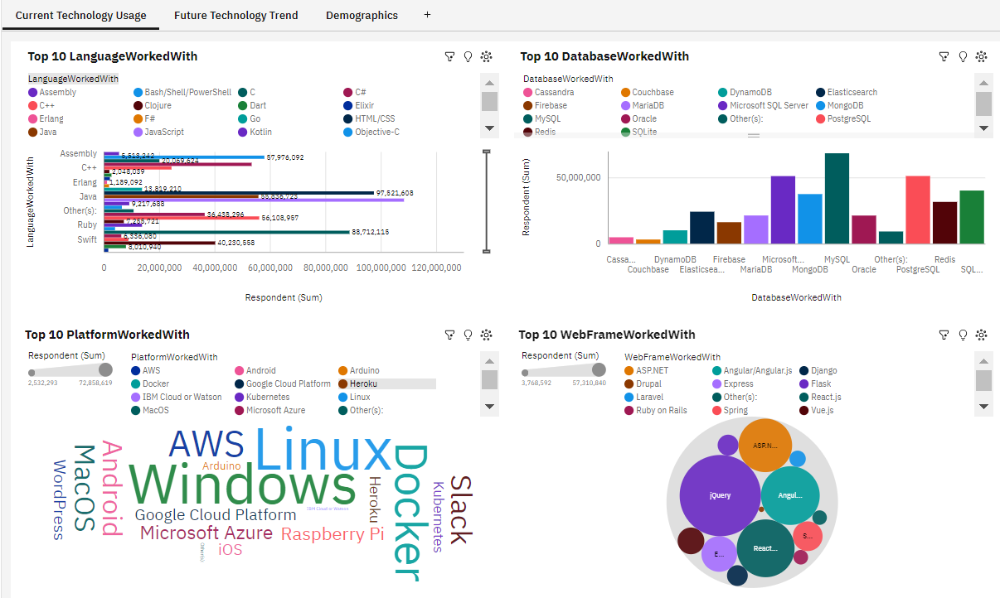 Current Technology Usage Future Technology Trend Demographics +
Top 10 LanguageWorkedWith
LanguageWorkedWith
Assembly Bash/Shell/PowerShell C C#
C++ Clojure Dart Elixir
Erlang F# Go HTML/CSS
Java JavaScript Kotlin Objective-C
LanguageWorkedWith
Assembly
C++
Erlang
Java
Other(s):
Ruby
Swift
57,976,092
20,069,624
2,048,039
1,189,092
13,819,210
97,521,608
55,836,723
9,217,688
36,438,296
56,108,957
7,265,721
88,712,115
6,336,080
40,230,558
8,010,940
0 20,000,000 40,000,000 60,000,000 80,000,000 100,000,000 120,000,000
Respondent (Sum)
Top 10 DatabaseWorkedWith
DatabaseWorkedWith
Cassandra Couchbase DynamoDB Elasticsearch
Firebase MariaDB Microsoft SQL Server MongoDB
MySQL Oracle Other(s): PostgreSQL
Redis SQLite
Respondent (Sum)
50,000,000
0
Cassa... DynamoDB Firebase Microsoft... MySQL Other(s): Redis
Couchbase Elasticsea... MariaDB MongoDB Oracle PostgreSQL SQL...
DatabaseWorkedWith
Top 10 PlatformWorkedWith
Respondent (Sum)
2,532,293 72,858,619
PlatformWorkedWith
AWS Android Arduino
Docker Google Cloud Platform Heroku
IBM Cloud or Watson Kubernetes Linux
MacOS Microsoft Azure Other(s):
WordPress
MacOS
Android
AWS
Linux
Arduino
Windows
IBM Cloud or Watson
Google Cloud Platform
Microsoft Azure
Raspberry Pi
Other(s):
iOS
Heroku
Docker
Kubernetes
Slack
Top 10 WebFrameWorkedWith
Respondent (Sum)
3,768,592 57,310,840
WebFrameWorkedWith
ASP.NET Angular/Angular.js Django
Drupal Express Flask
Laravel Other(s): React.js
Ruby on Rails Spring Vue.js
ASP.N...
jQuery
Angul...
S...
E...
React...